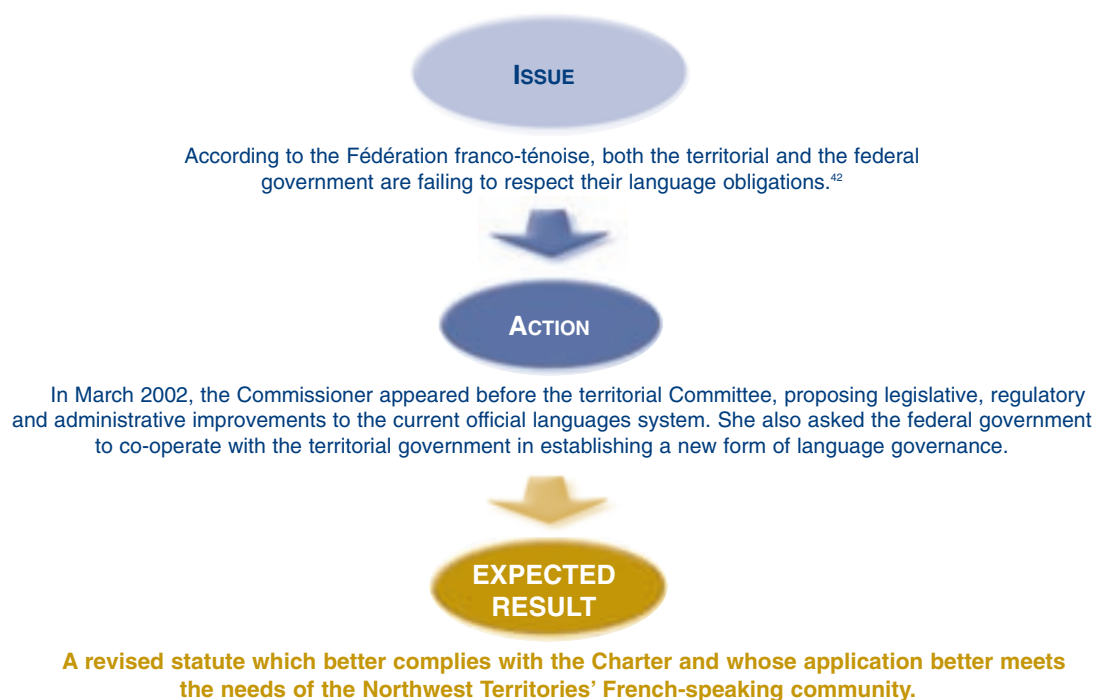 ISSUE
According to the Fédération franco-ténoise, both the territorial and the federal
government are failing to respect their language obligations.⁴²
ACTION
In March 2002, the Commissioner appeared before the territorial Committee, proposing legislative, regulatory
and administrative improvements to the current official languages system. She also asked the federal government
to co-operate with the territorial government in establishing a new form of language governance.
EXPECTED
RESULT
A revised statute which better complies with the Charter and whose application better meets
the needs of the Northwest Territories’ French-speaking community.